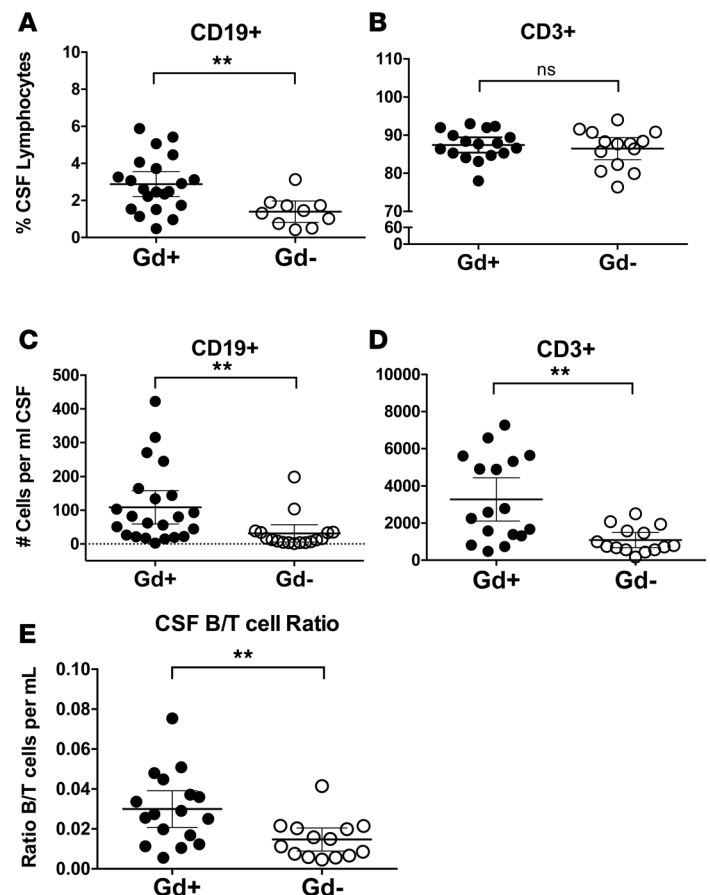 A
CD19+
% CSF Lymphocytes
10
8
6
4
2
0
**
Gd+ Gd-
B
CD3+
110
100
90
80
70
60
0
ns
Gd+ Gd-
C
CD19+
# Cells per ml CSF
500
400
300
200
100
0
**
Gd+ Gd-
D
CD3+
10000
8000
6000
4000
2000
0
**
Gd+ Gd-
E
CSF B/T cell Ratio
Ratio B/T cells per mL
0.10
0.08
0.06
0.04
0.02
0.00
**
Gd+ Gd-